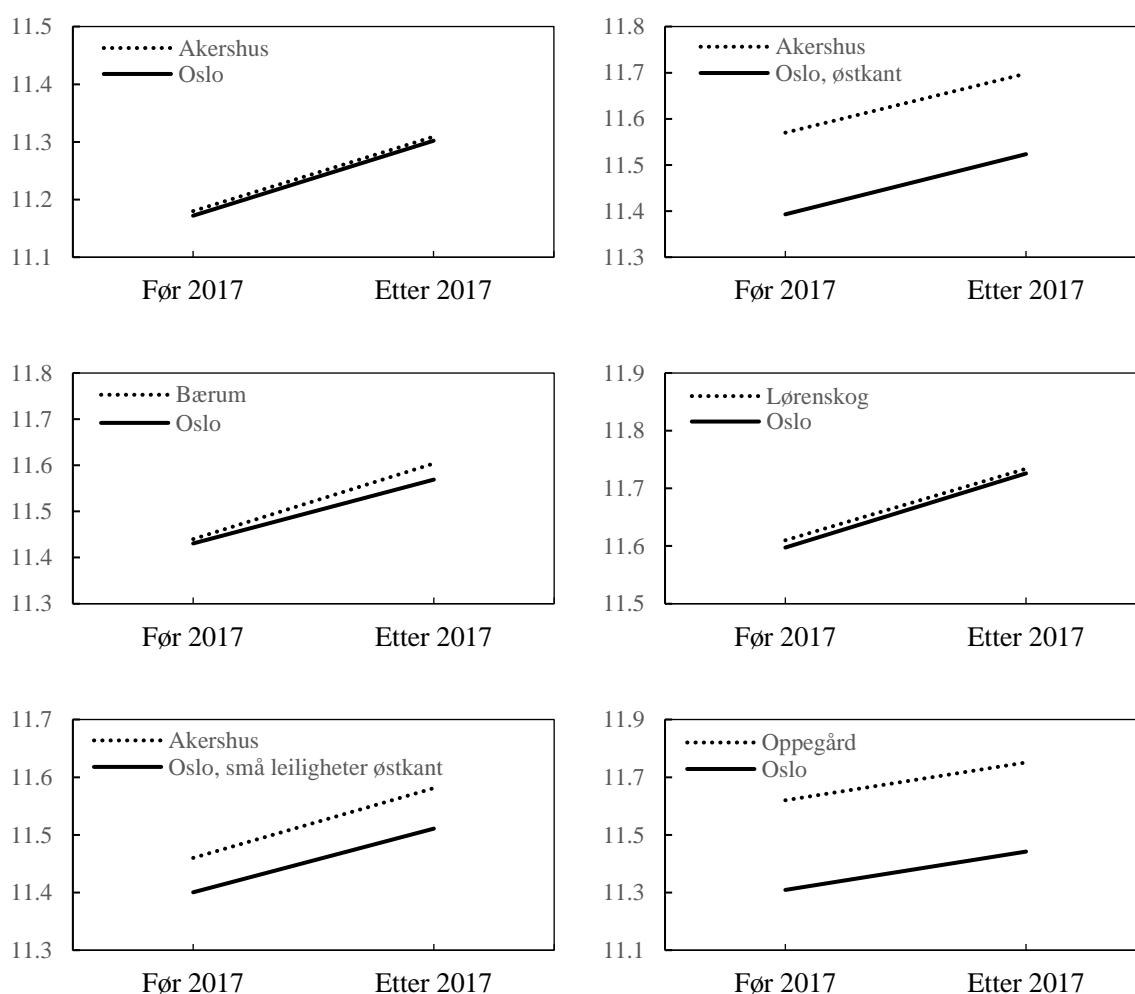 11.5
Akershus
Oslo
11.4
11.3
11.2
11.1
Før 2017 Etter 2017
11.8
Akershus
11.7
Oslo, østkant
11.6
11.5
11.4
11.3
Før 2017 Etter 2017
11.8
Bærum
11.7
Oslo
11.6
11.5
11.4
11.3
Før 2017 Etter 2017
11.9
Lørenskog
Oslo
11.8
11.7
11.6
11.5
Før 2017 Etter 2017
11.7
Akershus
Oslo, små leiligheter østkant
11.6
11.5
11.4
11.3
Før 2017 Etter 2017
11.9
Oppegård
Oslo
11.7
11.5
11.3
11.1
Før 2017 Etter 2017